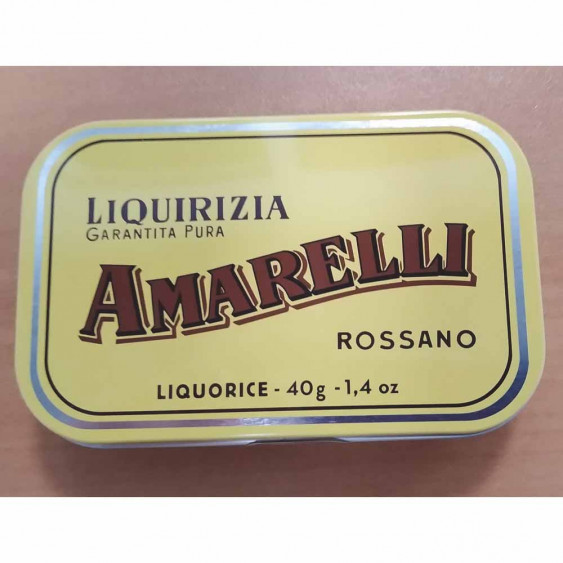 LIQUIRIZIA
GARANTITA PURA
AMARELLI
ROSSANO
LIQUORICE - 40g - 1,4 oz